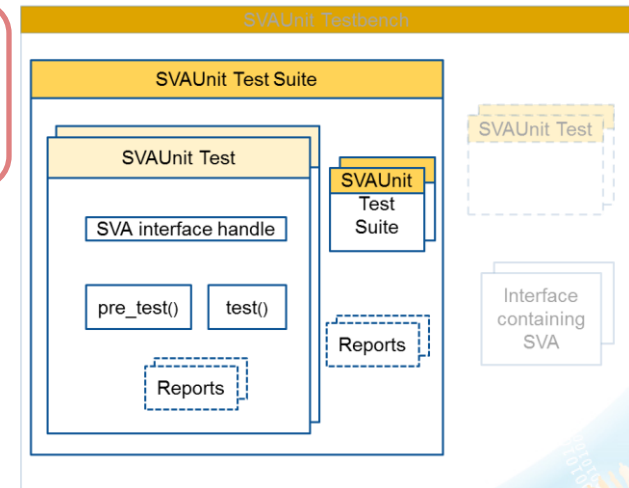 SVAUnit Testbench
SVAUnit Test Suite
SVAUnit Test
SVA interface handle
pre_test()
test()
Reports
SVAUnit
Test
Suite
Reports
SVAUnit Test
Interface
containing
SVA